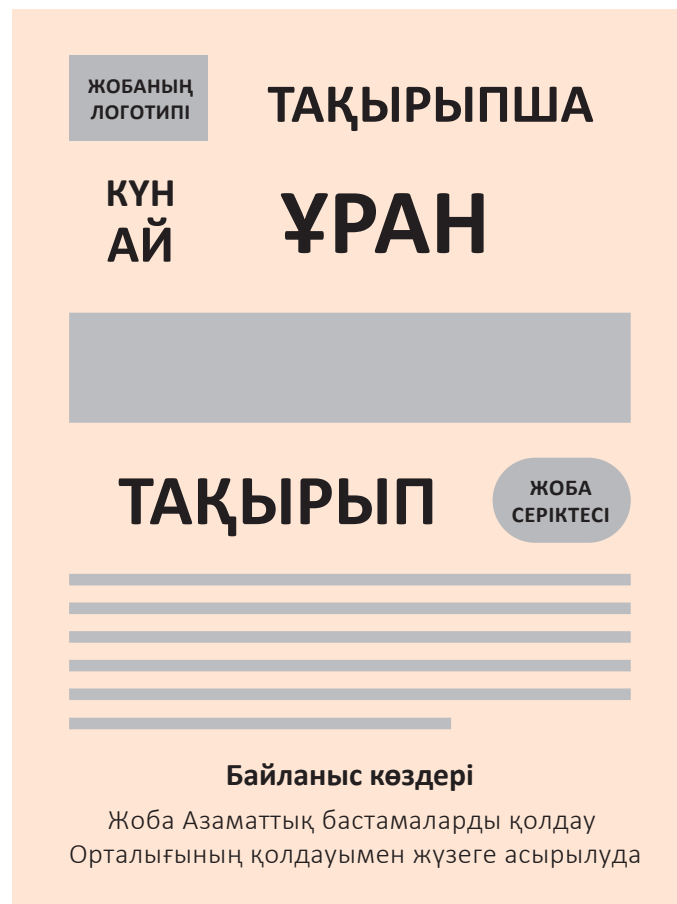 ЖОБАНЫҢ
ЛОГОТИПІ
ТАҚЫРЫПША
КҮН
АЙ
ҰРАН
ТАҚЫРЫП
ЖОБА
СЕРІКТЕСІ
Байланыс көздері
Жоба Азаматтық бастамаларды қолдау
Орталығының қолдауымен жүзеге асырылуда